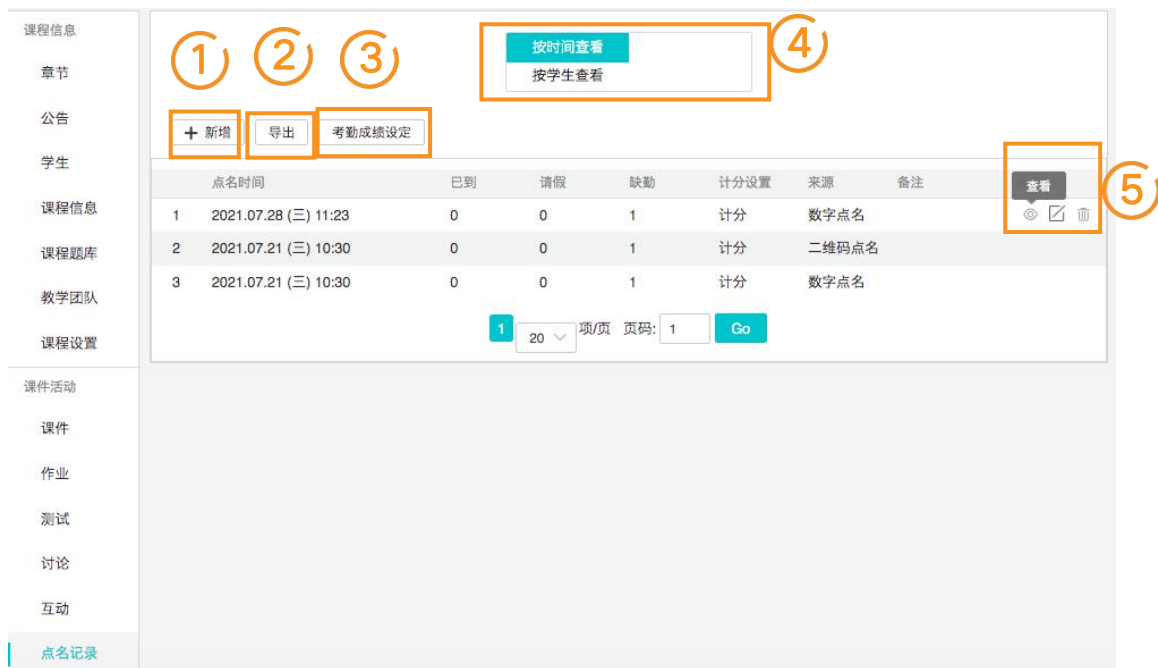 课程信息
章节
公告
学生
课程信息
课程题库
教学团队
课程设置
课件活动
课件
作业
测试
讨论
互动
点名记录
① ② ③
按时间查看
按学生查看
④
+ 新增 导出 考勤成绩设定
点名时间 已到 请假 缺勤 计分设置 来源 备注
查看
⑤
1 2021.07.28 (三) 11:23 0 0 1 计分 数字点名
2 2021.07.21 (三) 10:30 0 0 1 计分 二维码点名
3 2021.07.21 (三) 10:30 0 0 1 计分 数字点名
1 20 项/页 页码: 1 Go